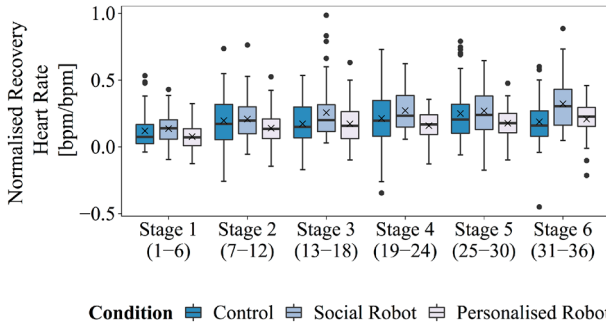 Normalised Recovery
Heart Rate
[bpm/bpm]
1.0
0.5
0.0
−0.5
Stage 1 Stage 2 Stage 3 Stage 4 Stage 5 Stage 6
(1−6) (7−12) (13−18) (19−24) (25−30) (31−36)
Condition Control Social Robot Personalised Robot